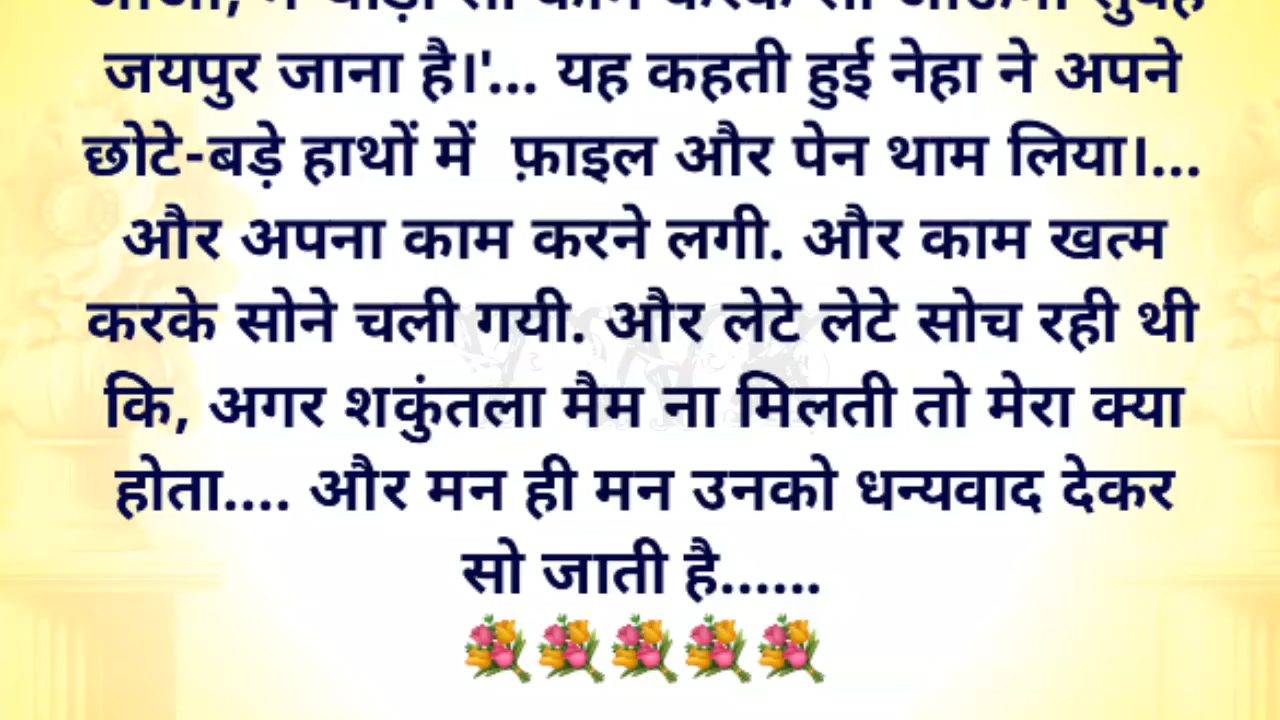 जयपुर जाना है।'... यह कहती हुई नेहा ने अपने
छोटे-बड़े हाथों में  फ़ाइल और पेन थाम लिया।...
और अपना काम करने लगी. और काम खत्म
करके सोने चली गयी. और लेटे लेटे सोच रही थी
कि, अगर शकुंतला मैम ना मिलती तो मेरा क्या
होता.... और मन ही मन उनको धन्यवाद देकर
सो जाती है......